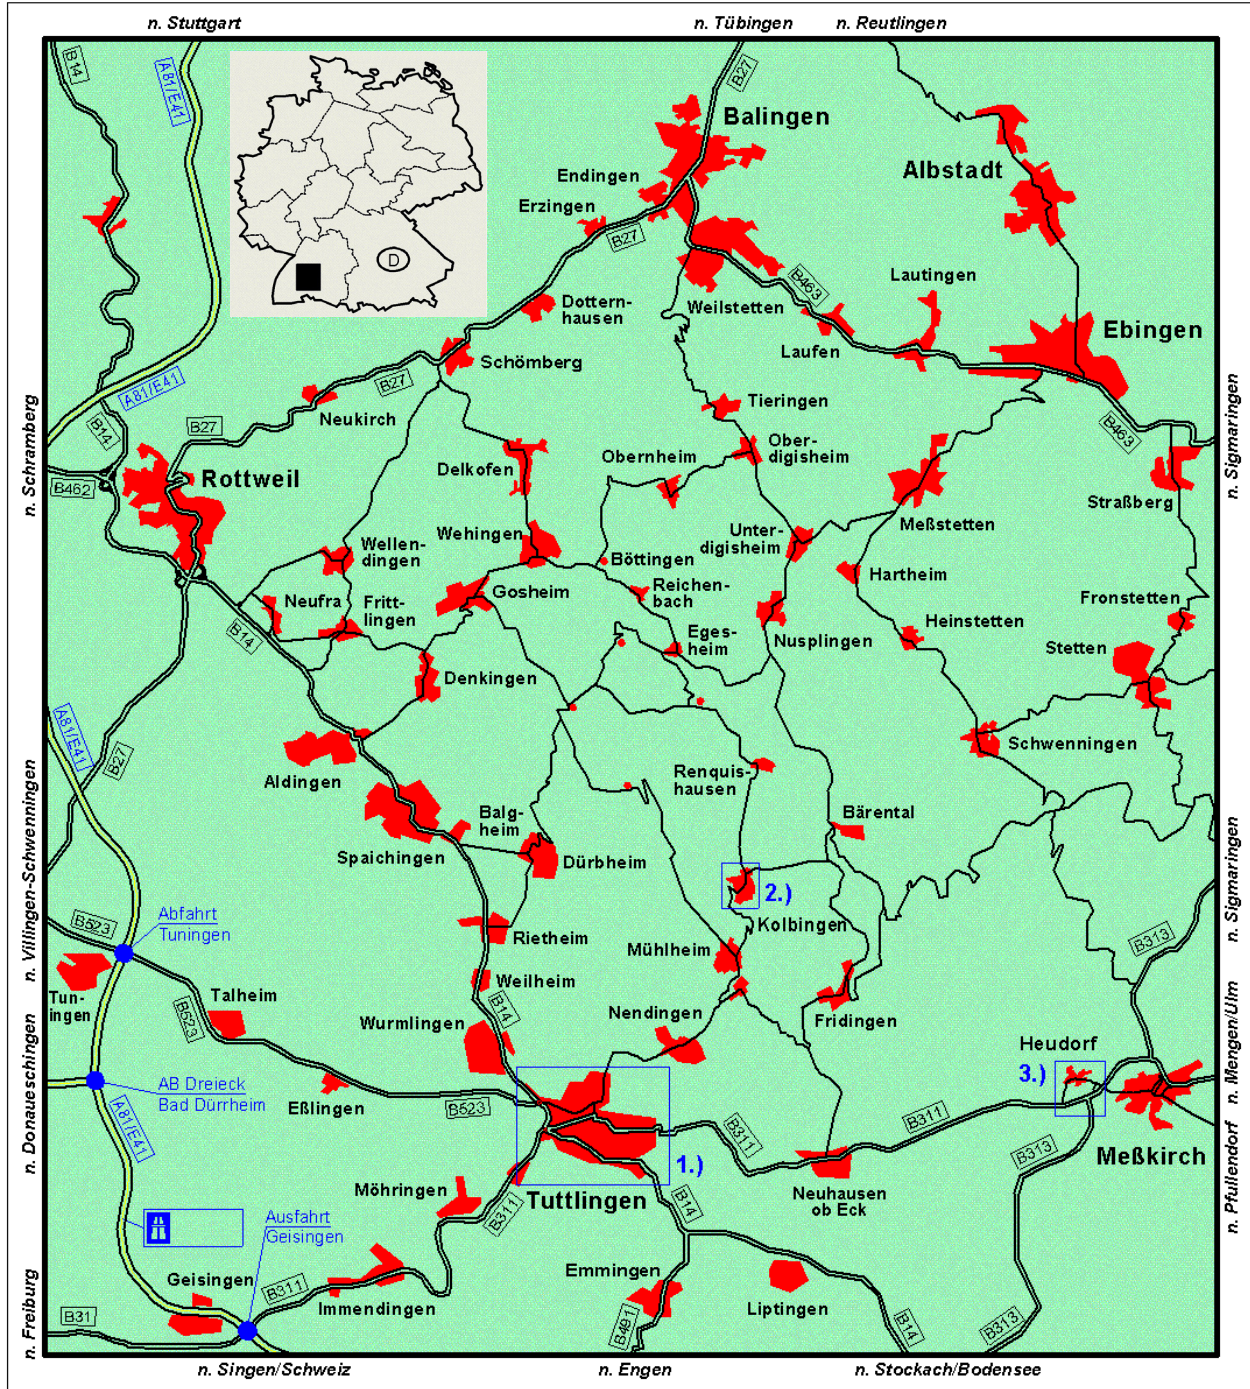 n. Stuttgart
n. Tübingen
n. Reutlingen
B14
A81/E41
B27
Balingen
Albstadt
Endingen
Erzingen
B27
D
Lautingen
B463
Dottern-
hausen
Weilstetten
Laufen
Ebingen
Schömberg
A81/E41
B27
Neukirch
Tieringen
B14
B27
B463
n. Schramberg
n. Sigmaringen
Ober-
digisheim
Obernheim
Delkofen
Rottweil
B462
Straßberg
Meßstetten
Wehingen
Unter-
digisheim
Wellen-
dingen
Böttingen
Hartheim
Reichen-
bach
Gosheim
Neufra
Fritt-
lingen
Fronstetten
Heinstetten
B14
Eges-
heim
Nusplingen
Stetten
Denkingen
A81/E41
B27
Schwenningen
Renquis-
hausen
Aldingen
Balg-
heim
Bärental
Spaichingen
Dürbheim
2.)
n. Villingen-Schwenningen
n. Sigmaringen
Abfahrt
Tuningen
B523
Kolbingen
Rietheim
Mühlheim
B313
Tun-
ingen
Talheim
Weilheim
B14
B523
Nendingen
Fridingen
Wurmlingen
Heudorf
3.)
n. Donaueschingen
n. Mengen/Ulm
AB Dreieck
Bad Dürrheim
Eßlingen
B523
B311
B311
A81/E41
1.)
B313
Meßkirch
Möhringen
Tuttlingen
Neuhausen
ob Eck
B311
B14
n. Pfullendorf
Ausfahrt
Geisingen
Geisingen
B311
Immendingen
Emmingen
Liptingen
n. Freiburg
B31
B491
B14
B313
n. Singen/Schweiz
n. Engen
n. Stockach/Bodensee